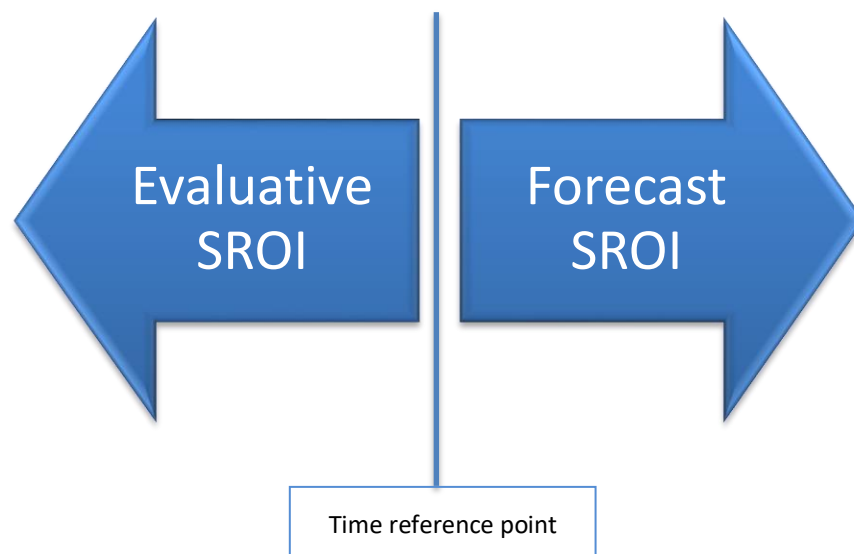 Evaluative
SROI
Forecast
SROI
Time reference point